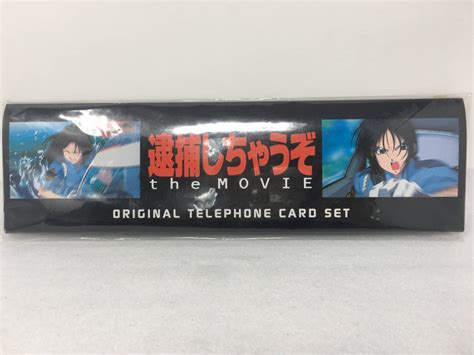 逮捕しちゃうぞ
the MOVIE
ORIGINAL TELEPHONE CARD SET